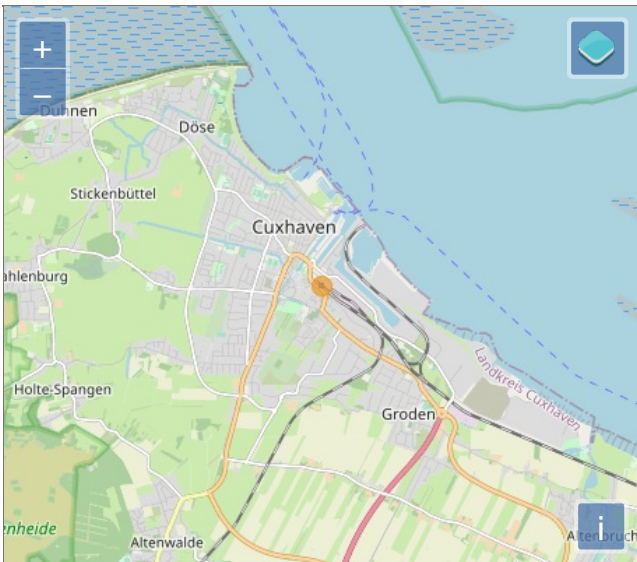 +
−
Duhnen
Döse
Stickenbüttel
Cuxhaven
ahlenburg
Landkreis Cuxhaven
Holte-Spangen
Groden
enheide
Altenwalde
Altenbruch
i